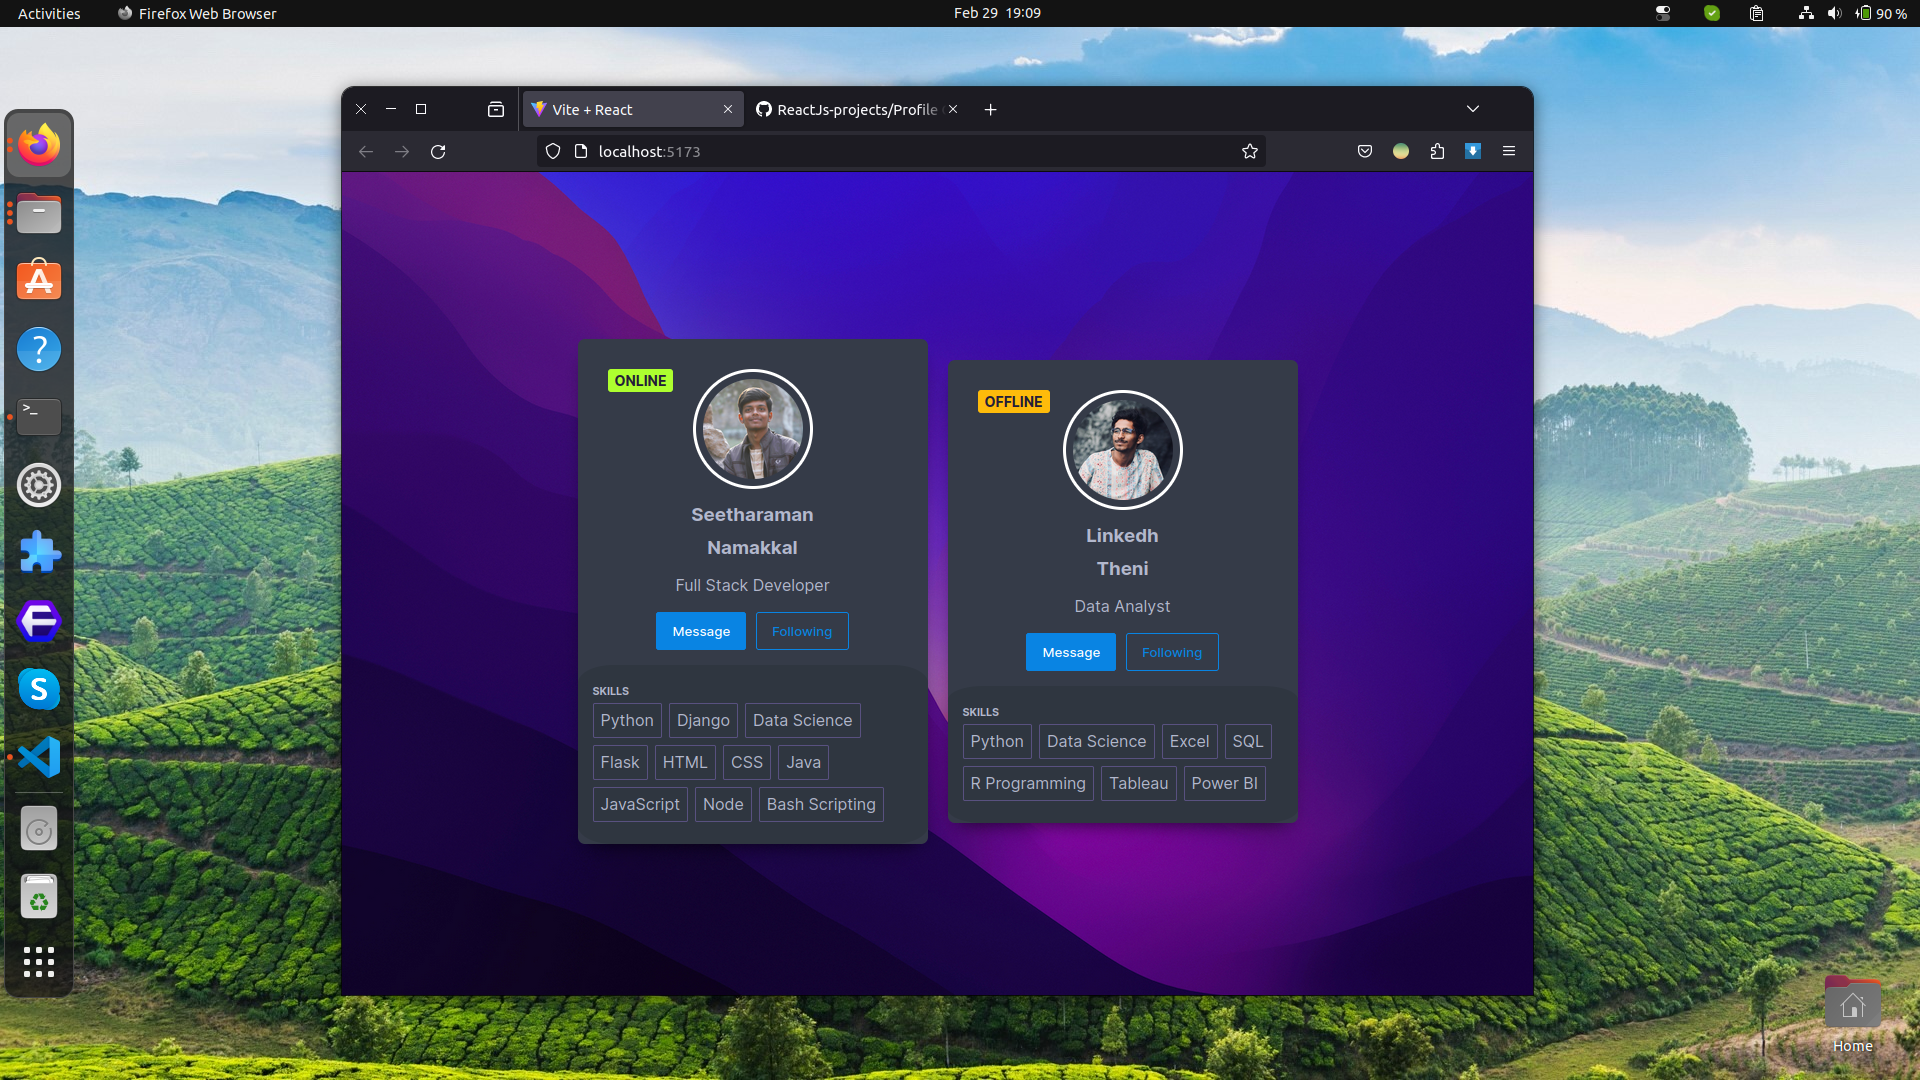 Activities
Firefox Web Browser
Feb 29 19:09
90 %
Vite + React
ReactJs-projects/Profile
localhost:5173
ONLINE
Seetharaman
Namakkal
Full Stack Developer
Message Following
SKILLS
Python Django Data Science
Flask HTML CSS Java
JavaScript Node Bash Scripting
OFFLINE
Linkedh
Theni
Data Analyst
Message Following
SKILLS
Python Data Science Excel SQL
R Programming Tableau Power BI
Home